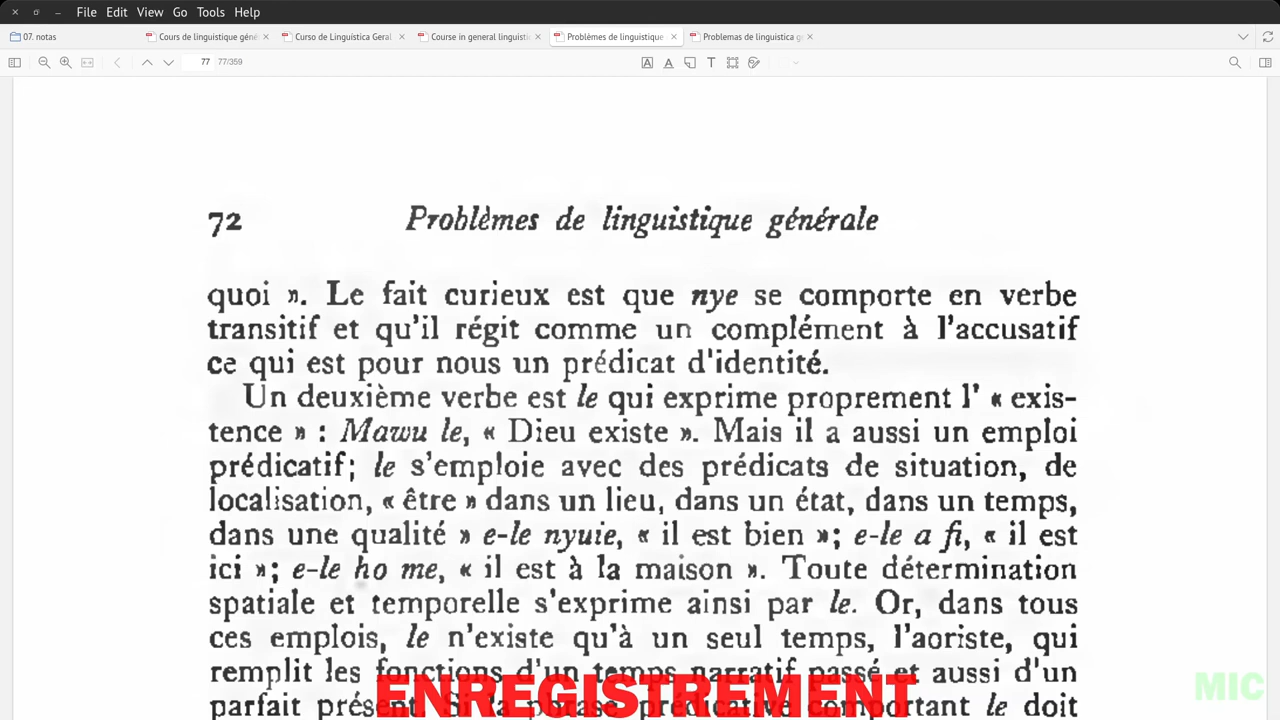 File Edit View Go Tools Help
07. notas
Cours de linguistique géné
Curso de Linguística Geral
Course in general linguisti
Problèmes de linguistique
Problemas de linguistica g
77 77/359
72 Problèmes de linguistique générale
quoi ». Le fait curieux est que nye se comporte en verbe
transitif et qu'il régit comme un complément à l'accusatif
ce qui est pour nous un prédicat d'identité.
Un deuxième verbe est le qui exprime proprement l' « exis-
tence » : Mawu le, « Dieu existe ». Mais il a aussi un emploi
prédicatif; le s'emploie avec des prédicats de situation, de
localisation, « être » dans un lieu, dans un état, dans un temps,
dans une qualité » e-le nyuie, « il est bien »; e-le a fi, « il est
ici »; e-le ho me, « il est à la maison ». Toute détermination
spatiale et temporelle s'exprime ainsi par le. Or, dans tous
ces emplois, le n'existe qu'à un seul temps, l'aoriste, qui
remplit les fonctions d'un temps narratif passé et aussi d'un
parfait présent. Si la phrase prédicative comportant le doit
ENREGISTREMENT
MIC